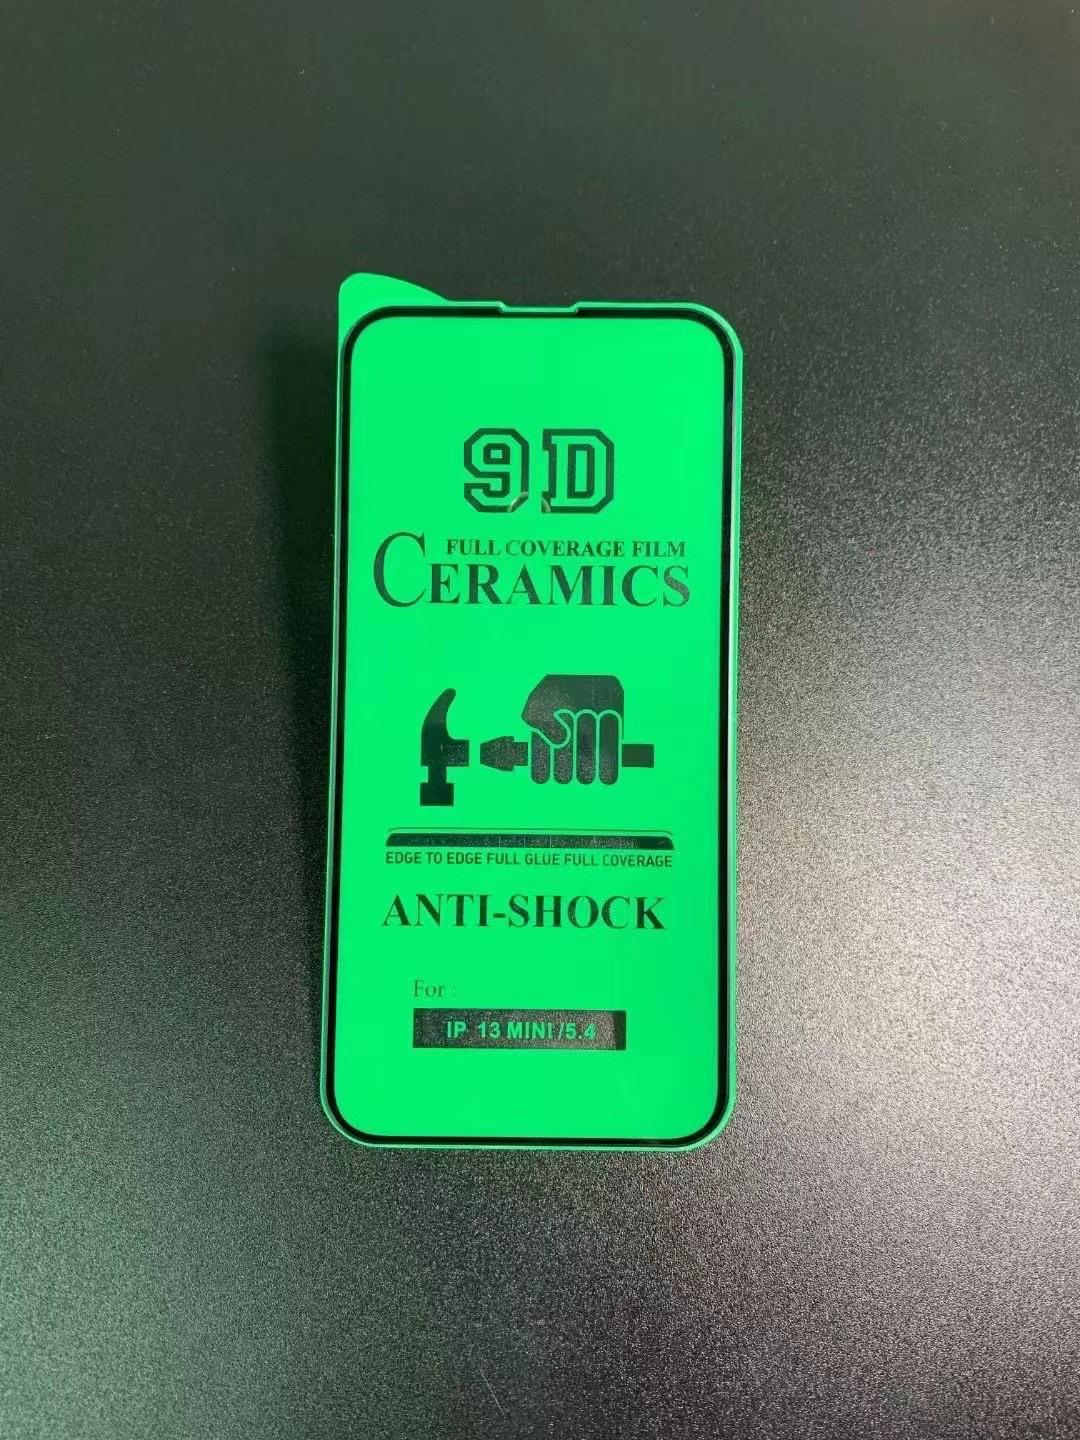 9D
FULL COVERAGE FILM
CERAMICS
EDGE TO EDGE FULL GLUE FULL COVERAGE
ANTI-SHOCK
For :
IP 13 MINI /5.4